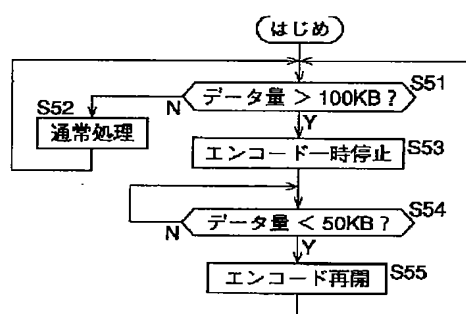 はじめ
データ量 > 100KB ?
S51
N
Y
S52
通常処理
エンコード一時停止
S53
データ量 < 50KB ?
S54
N
Y
エンコード再開
S55